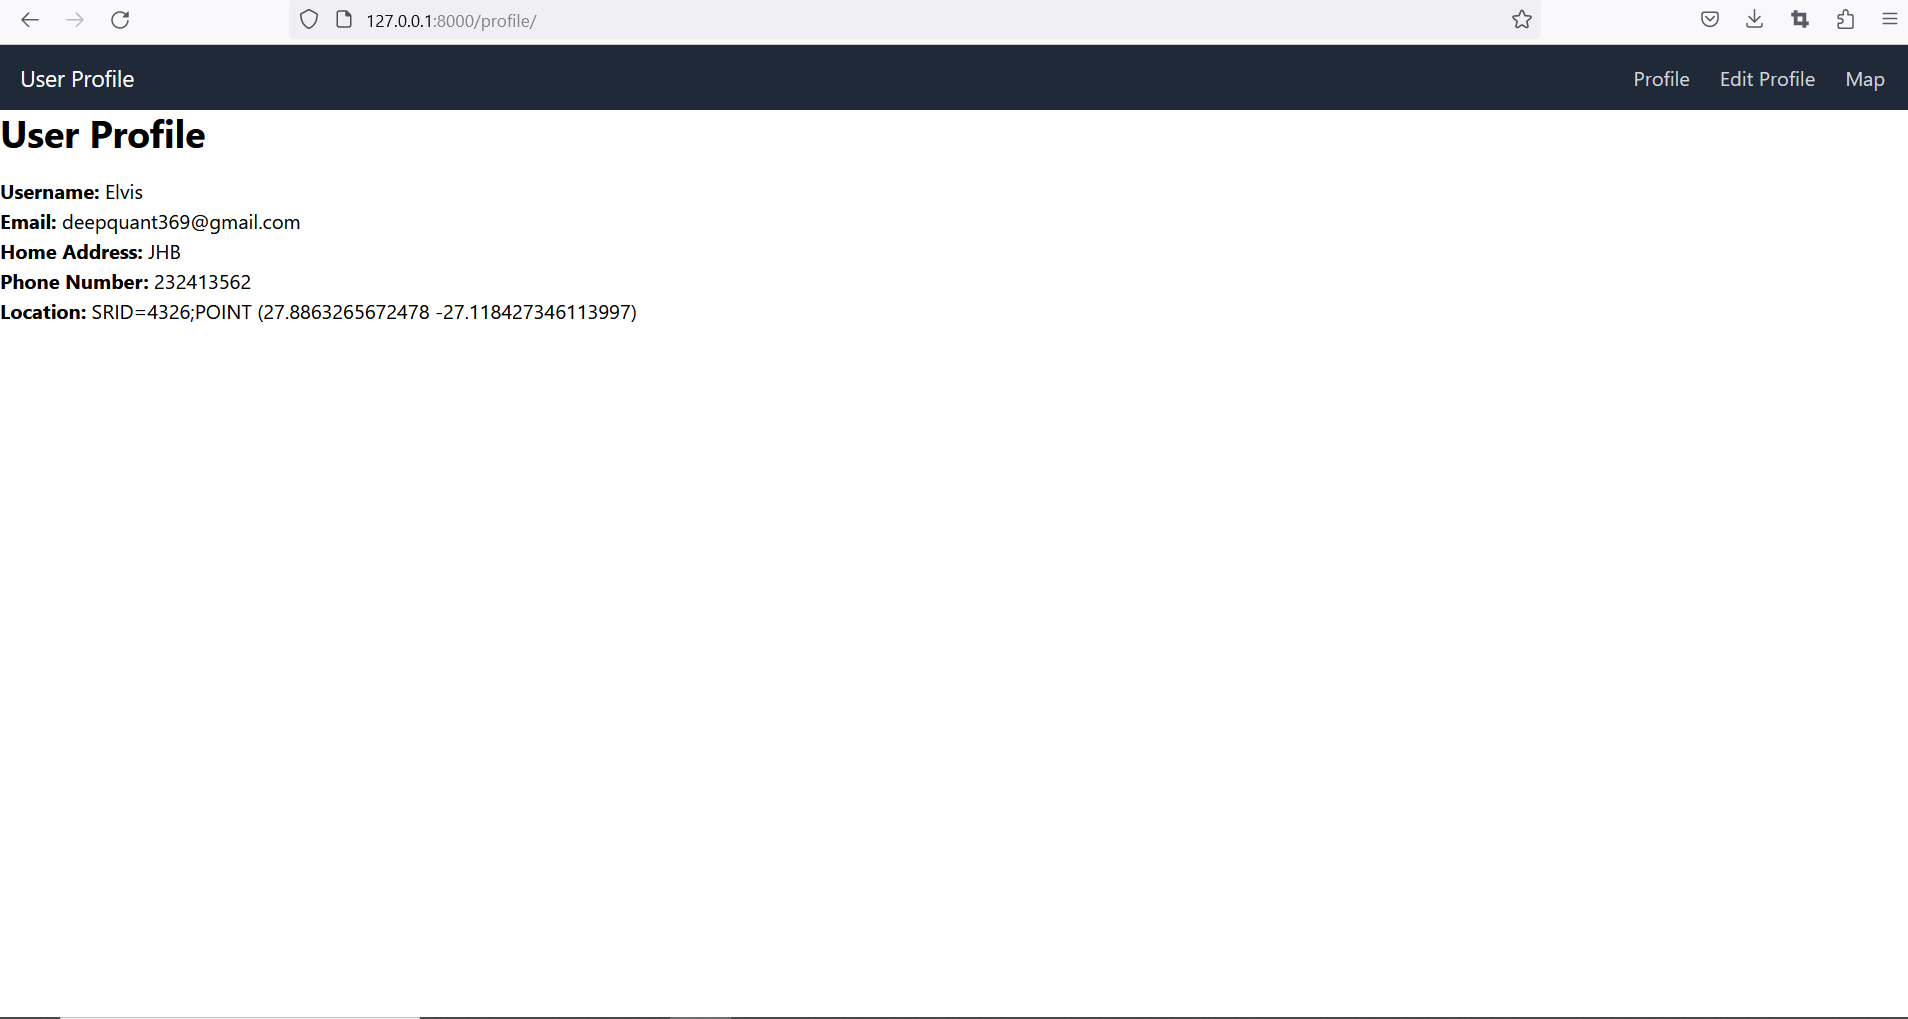 127.0.0.1:8000/profile/
User Profile Profile Edit Profile Map
User Profile
Username: Elvis
Email: deepquant369@gmail.com
Home Address: JHB
Phone Number: 232413562
Location: SRID=4326;POINT (27.8863265672478 -27.118427346113997)